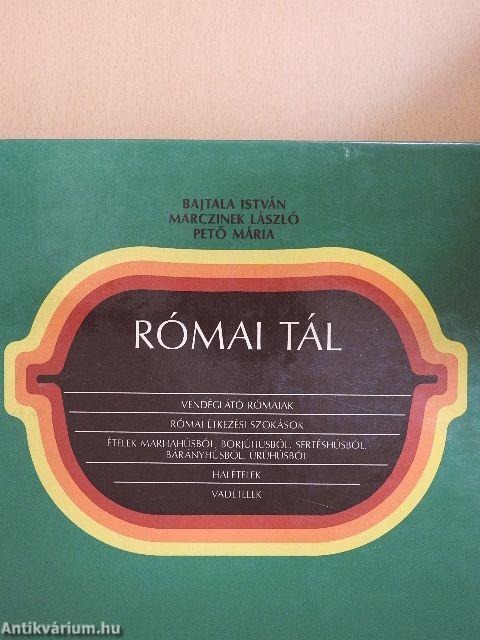 BAJTALA ISTVÁN
MARCZINEK LÁSZLÓ
PETŐ MÁRIA
RÓMAI TÁL
VENDÉGLÁTÓ RÓMAIAK
RÓMAI ÉTKEZÉSI SZOKÁSOK
ÉTELEK MARHAHÚSBÓL, BORJÚHÚSBÓL, SERTÉSHÚSBÓL,
BÁRÁNYHÚSBÓL, ÜRÜHÚSBÓL
HALÉTELEK
VADÉTELEK
Antikvárium.hu